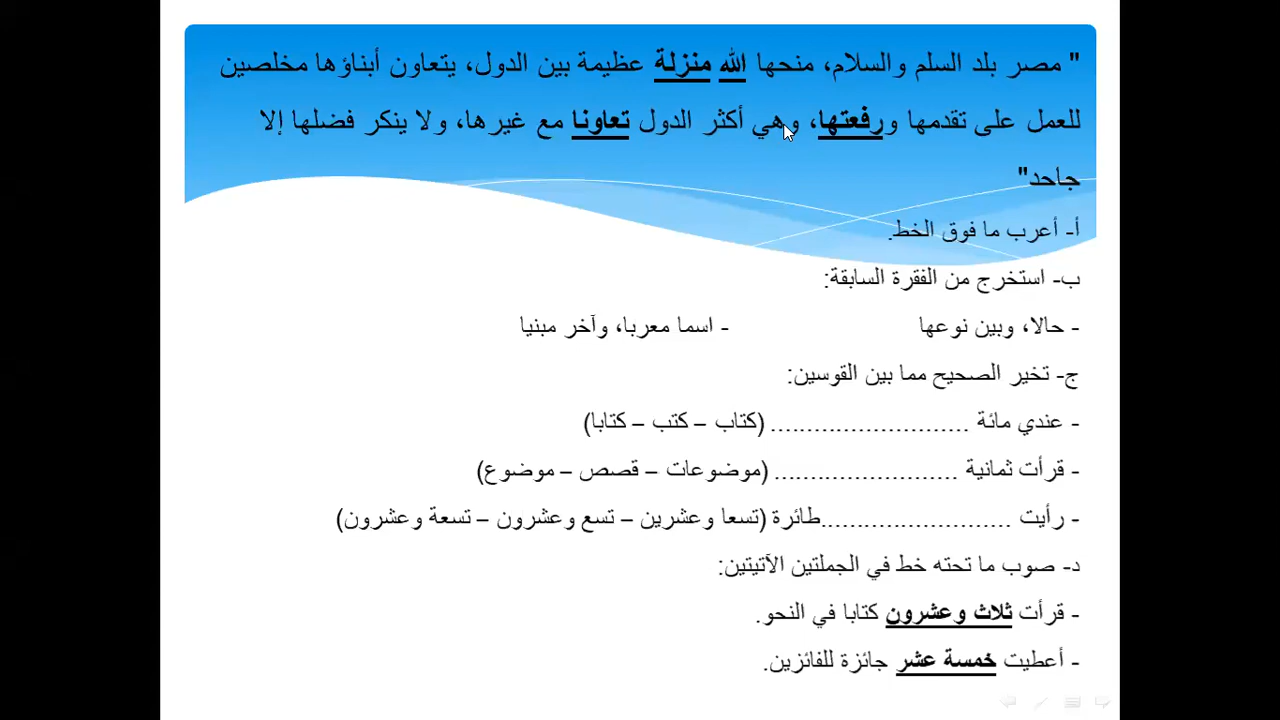 " مصر بلد السلم والسلام، منحها الله منزلة عظيمة بين الدول، يتعاون أبناؤها مخلصين
للعمل على تقدمها ورفعتها، وهي أكثر الدول تعاونا مع غيرها، ولا ينكر فضلها إلا
جاحد"
أ- أعرب ما فوق الخط.
ب- استخرج من الفقرة السابقة:
- حالا، وبين نوعها - اسما معربا، وآخر مبنيا
ج- تخير الصحيح مما بين القوسين:
- عندي مائة ........................... (كتاب – كتب – كتابا)
- قرأت ثمانية ......................... (موضوعات – قصص – موضوع)
- رأيت ..........................طائرة (تسعا وعشرين – تسع وعشرون – تسعة وعشرون)
د- صوب ما تحته خط في الجملتين الآتيتين:
- قرأت ثلاث وعشرون كتابا في النحو.
- أعطيت خمسة عشر جائزة للفائزين.